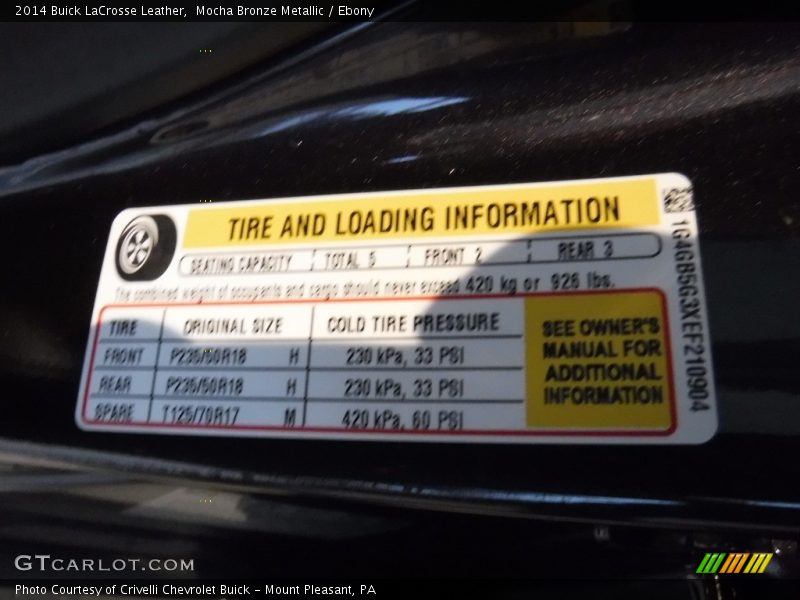 2014 Buick LaCrosse Leather, Mocha Bronze Metallic / Ebony
TIRE AND LOADING INFORMATION
SEATING CAPACITY TOTAL 5 FRONT 2 REAR 3
The combined weight of occupants and cargo should never exceed 420 kg or 926 lbs.
TIRE ORIGINAL SIZE COLD TIRE PRESSURE
FRONT P235/50R18 H 230 kPa, 33 PSI
REAR P235/50R18 H 230 kPa, 33 PSI
SPARE T125/70R17 M 420 kPa, 60 PSI
SEE OWNER'S
MANUAL FOR
ADDITIONAL
INFORMATION
1G4GB5G3XEF210904
GTCARLOT.COM
Photo Courtesy of Crivelli Chevrolet Buick - Mount Pleasant, PA